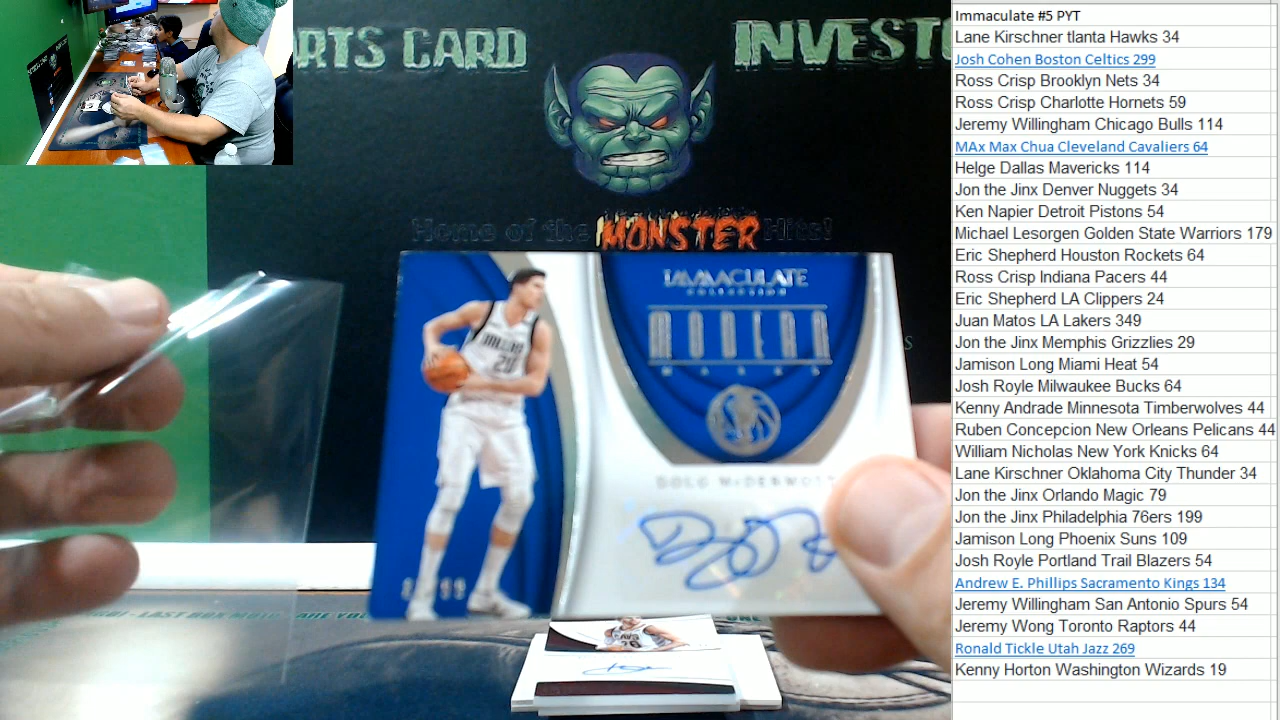 RTS CARD INVESTO
Home of the MONSTER Hits!
IMMACULATE
COLLECTION
MODERN
MARKS
DOUG McDERMOTT
20
Immaculate #5 PYT
Lane Kirschner tlanta Hawks 34
Josh Cohen Boston Celtics 299
Ross Crisp Brooklyn Nets 34
Ross Crisp Charlotte Hornets 59
Jeremy Willingham Chicago Bulls 114
MAx Max Chua Cleveland Cavaliers 64
Helge Dallas Mavericks 114
Jon the Jinx Denver Nuggets 34
Ken Napier Detroit Pistons 54
Michael Lesorgen Golden State Warriors 179
Eric Shepherd Houston Rockets 64
Ross Crisp Indiana Pacers 44
Eric Shepherd LA Clippers 24
Juan Matos LA Lakers 349
Jon the Jinx Memphis Grizzlies 29
Jamison Long Miami Heat 54
Josh Royle Milwaukee Bucks 64
Kenny Andrade Minnesota Timberwolves 44
Ruben Concepcion New Orleans Pelicans 44
William Nicholas New York Knicks 64
Lane Kirschner Oklahoma City Thunder 34
Jon the Jinx Orlando Magic 79
Jon the Jinx Philadelphia 76ers 199
Jamison Long Phoenix Suns 109
Josh Royle Portland Trail Blazers 54
Andrew E. Phillips Sacramento Kings 134
Jeremy Willingham San Antonio Spurs 54
Jeremy Wong Toronto Raptors 44
Ronald Tickle Utah Jazz 269
Kenny Horton Washington Wizards 19